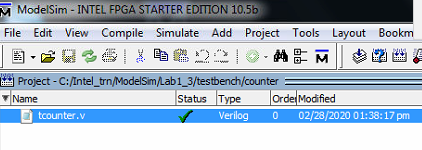 ModelSim - INTEL FPGA STARTER EDITION 10.5b
File Edit View Compile Simulate Add Project Tools Layout Bookm
Project - C:/Intel_trn/ModelSim/Lab1_3/testbench/counter
Name Status Type Order Modified
tcounter.v Verilog 0 02/28/2020 01:38:17 pm